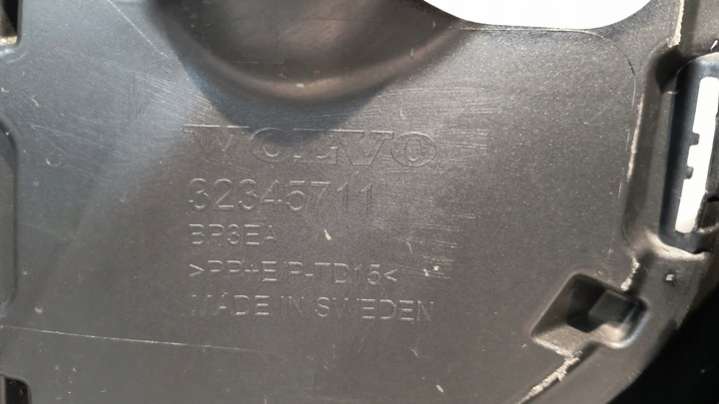 VOLVO
32345711
BP3EA
>PP+E/P-TD15<
MADE IN SWEDEN